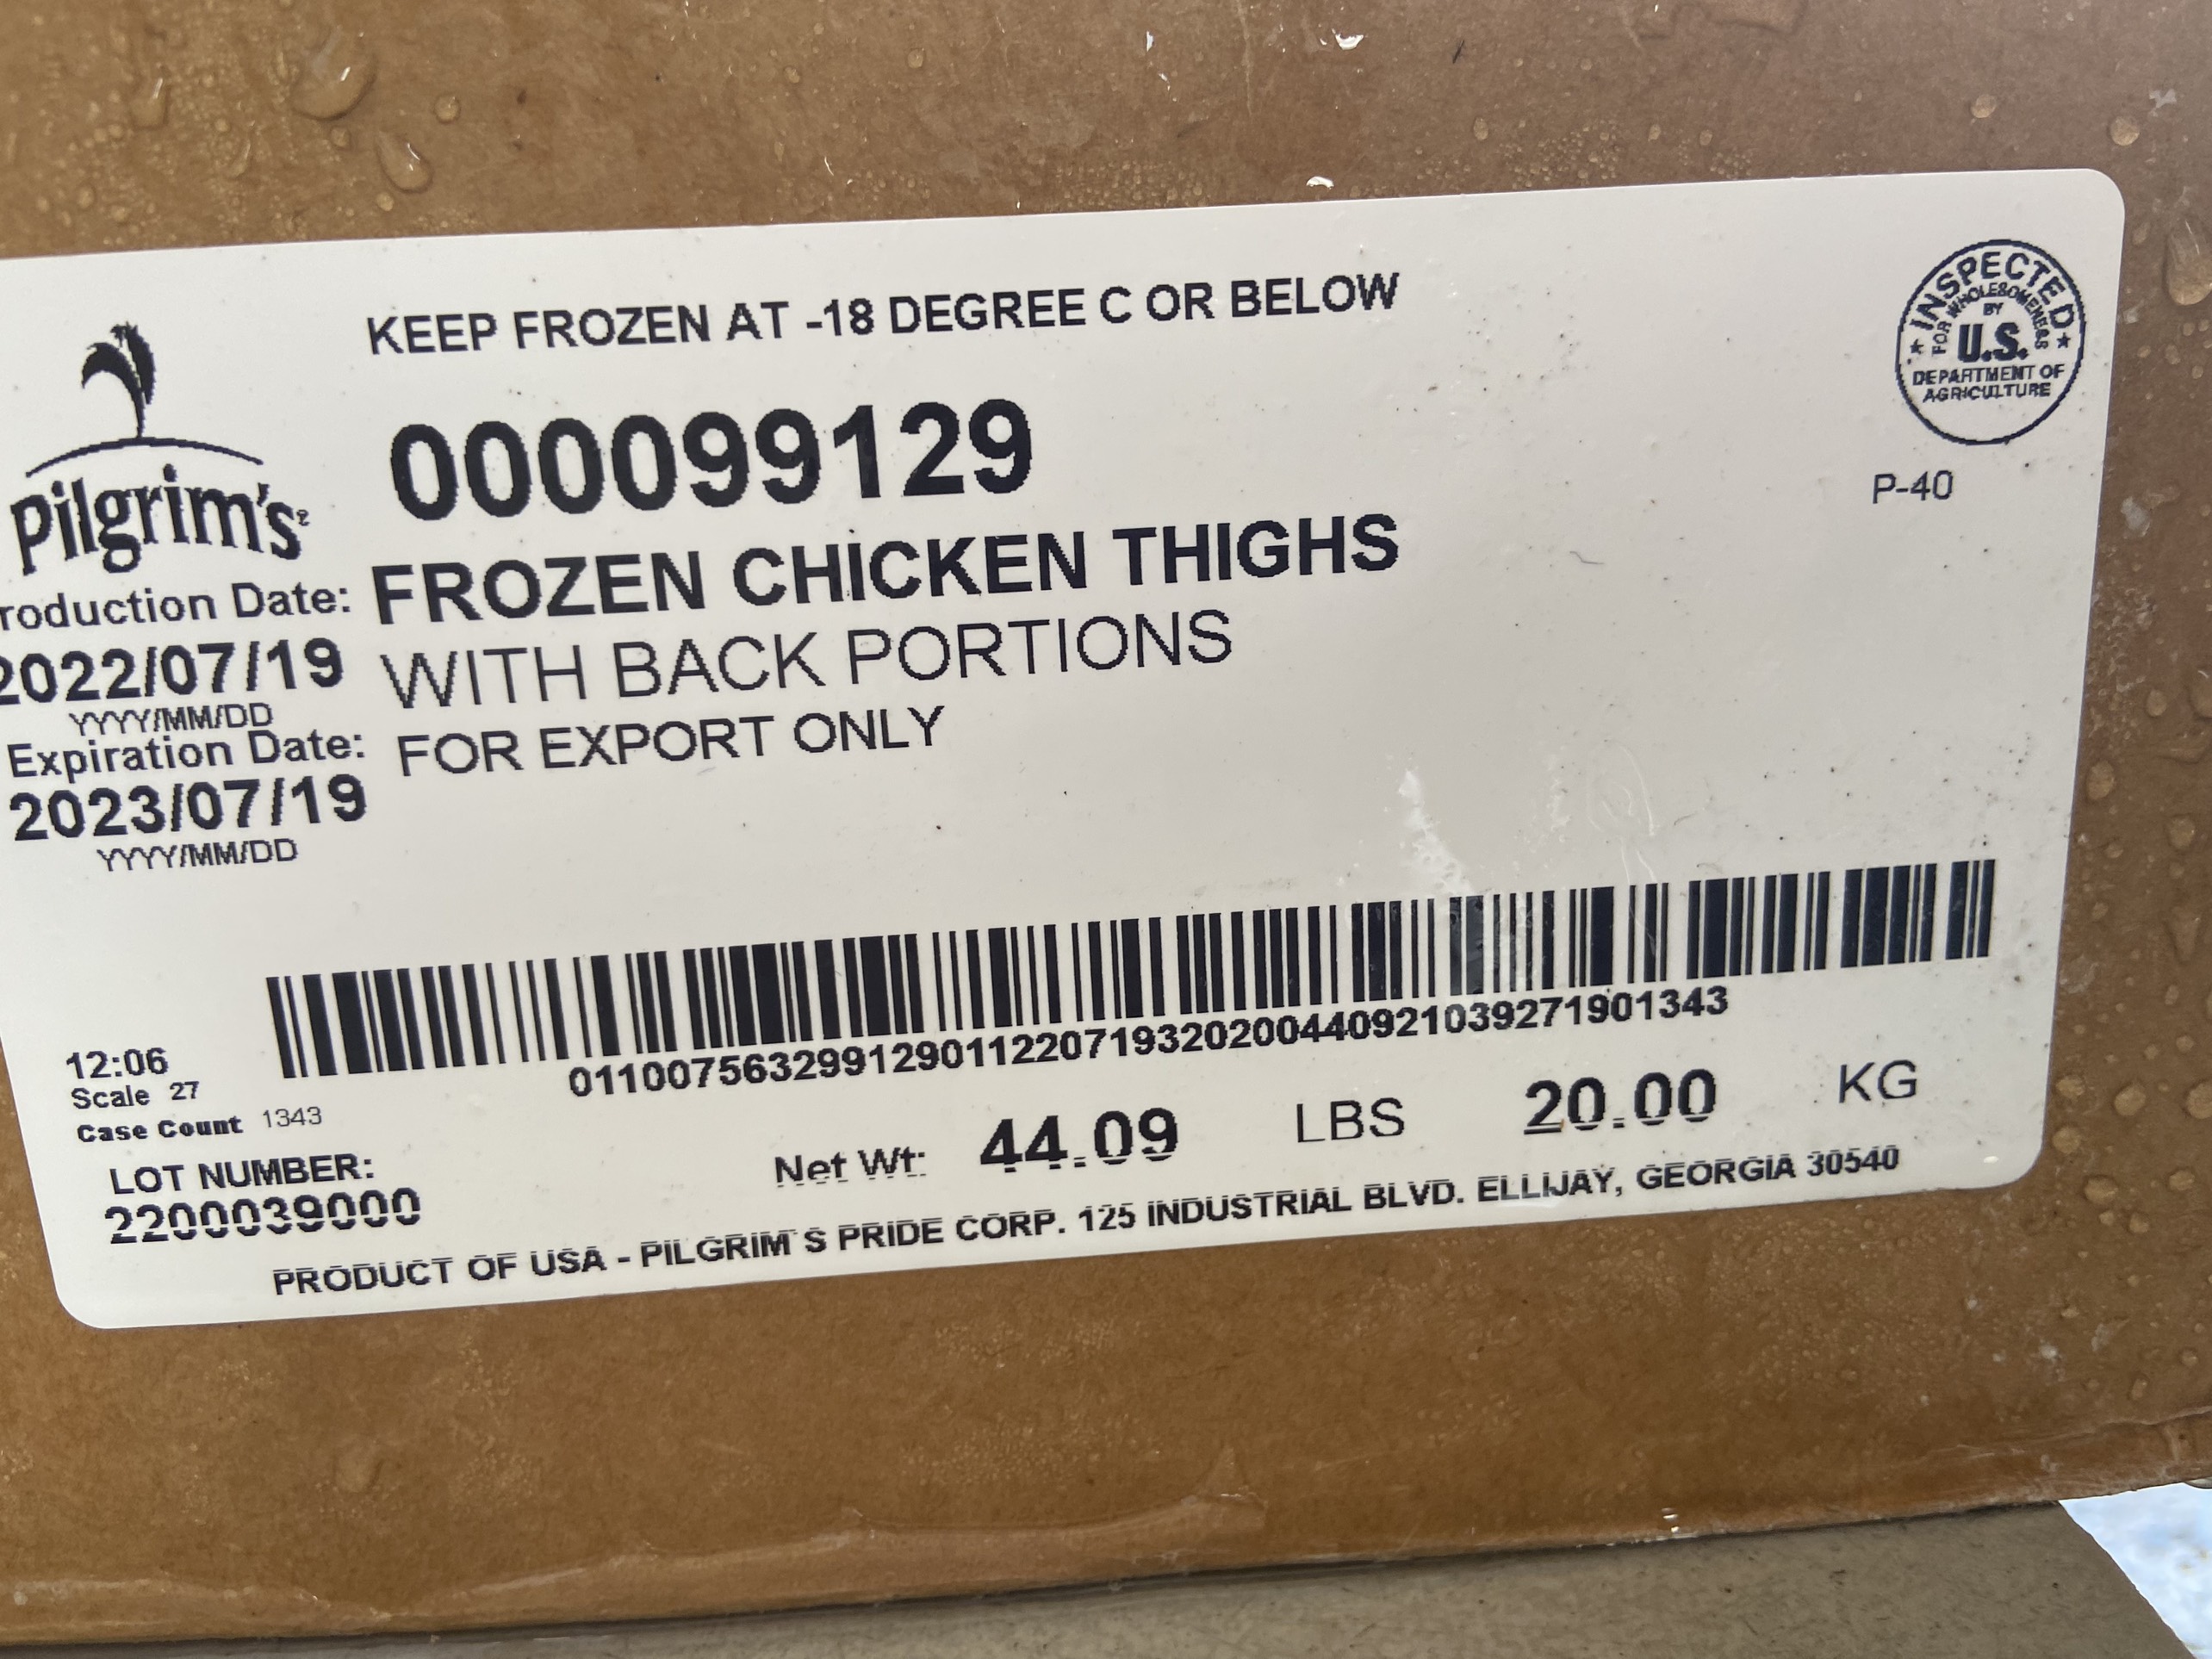 KEEP FROZEN AT -18 DEGREE C OR BELOW
INSPECTED
FOR WHOLESOMENESS
BY
U.S.
DEPARTMENT OF
AGRICULTURE
P-40
Pilgrim's
000099129
FROZEN CHICKEN THIGHS
WITH BACK PORTIONS
FOR EXPORT ONLY
roduction Date:
2022/07/19
YYYY/MM/DD
Expiration Date:
2023/07/19
YYYY/MM/DD
011007563299129011220719320200440921039271901343
12:06
Scale 27
Case Count 1343
LOT NUMBER:
2200039000
Net Wt: 44.09 LBS 20.00 KG
PRODUCT OF USA - PILGRIM`S PRIDE CORP. 125 INDUSTRIAL BLVD. ELLIJAY, GEORGIA 30540